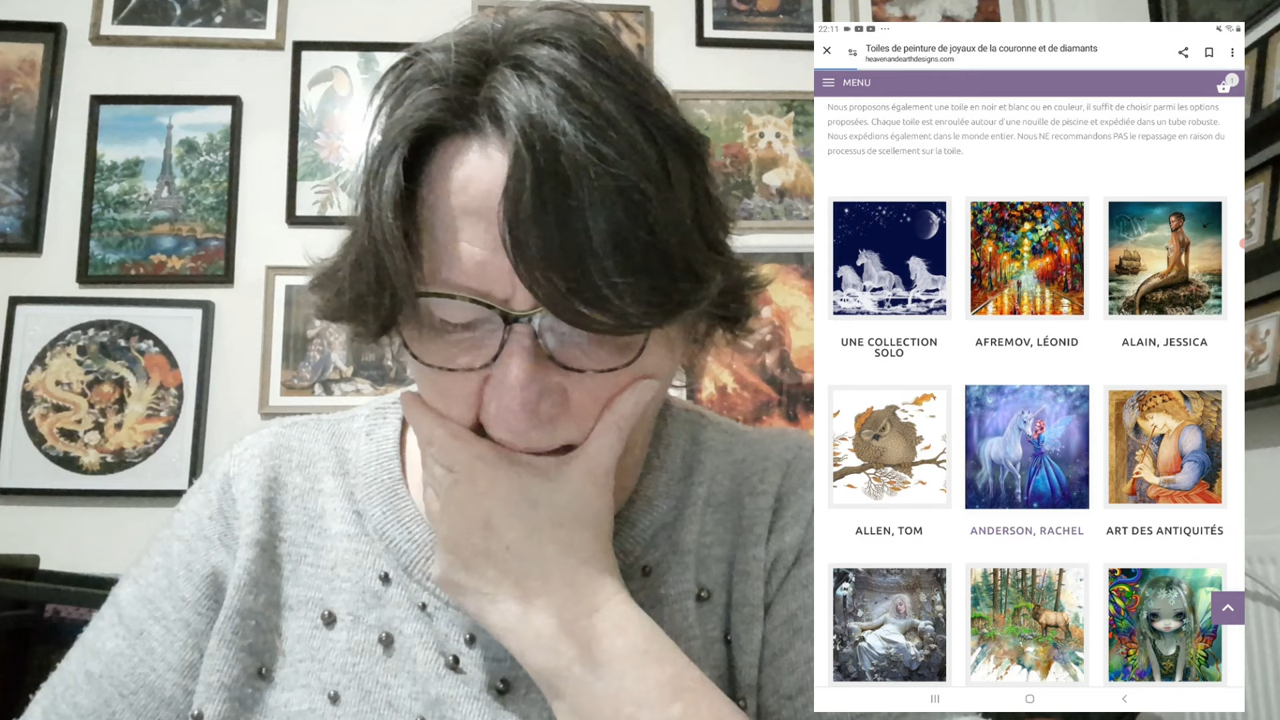 22:11
Toiles de peinture de joyaux de la couronne et de diamants
heavenandearthdesigns.com
MENU
1
Nous proposons également une toile en noir et blanc ou en couleur, il suffit de choisir parmi les options
proposées. Chaque toile est enroulée autour d'une nouille de piscine et expédiée dans un tube robuste.
Nous expédions également dans le monde entier. Nous NE recommandons PAS le repassage en raison du
processus de scellement sur la toile.
UNE COLLECTION
SOLO
AFREMOV, LÉONID
ALAIN, JESSICA
ALLEN, TOM
ANDERSON, RACHEL
ART DES ANTIQUITÉS